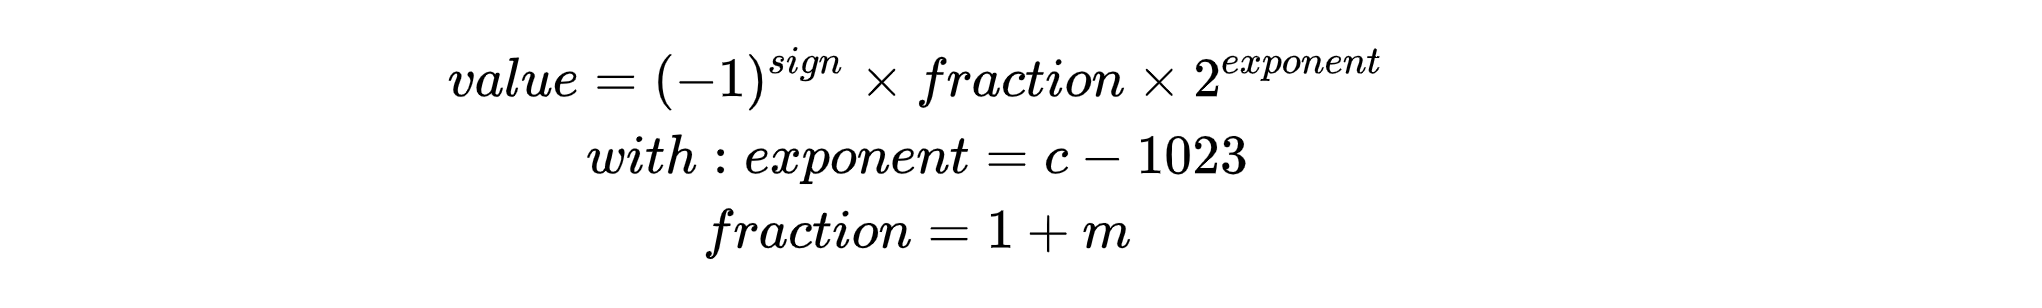 value = (−1)^{sign} × fraction × 2^{exponent}
with : exponent = c − 1023
fraction = 1 + m